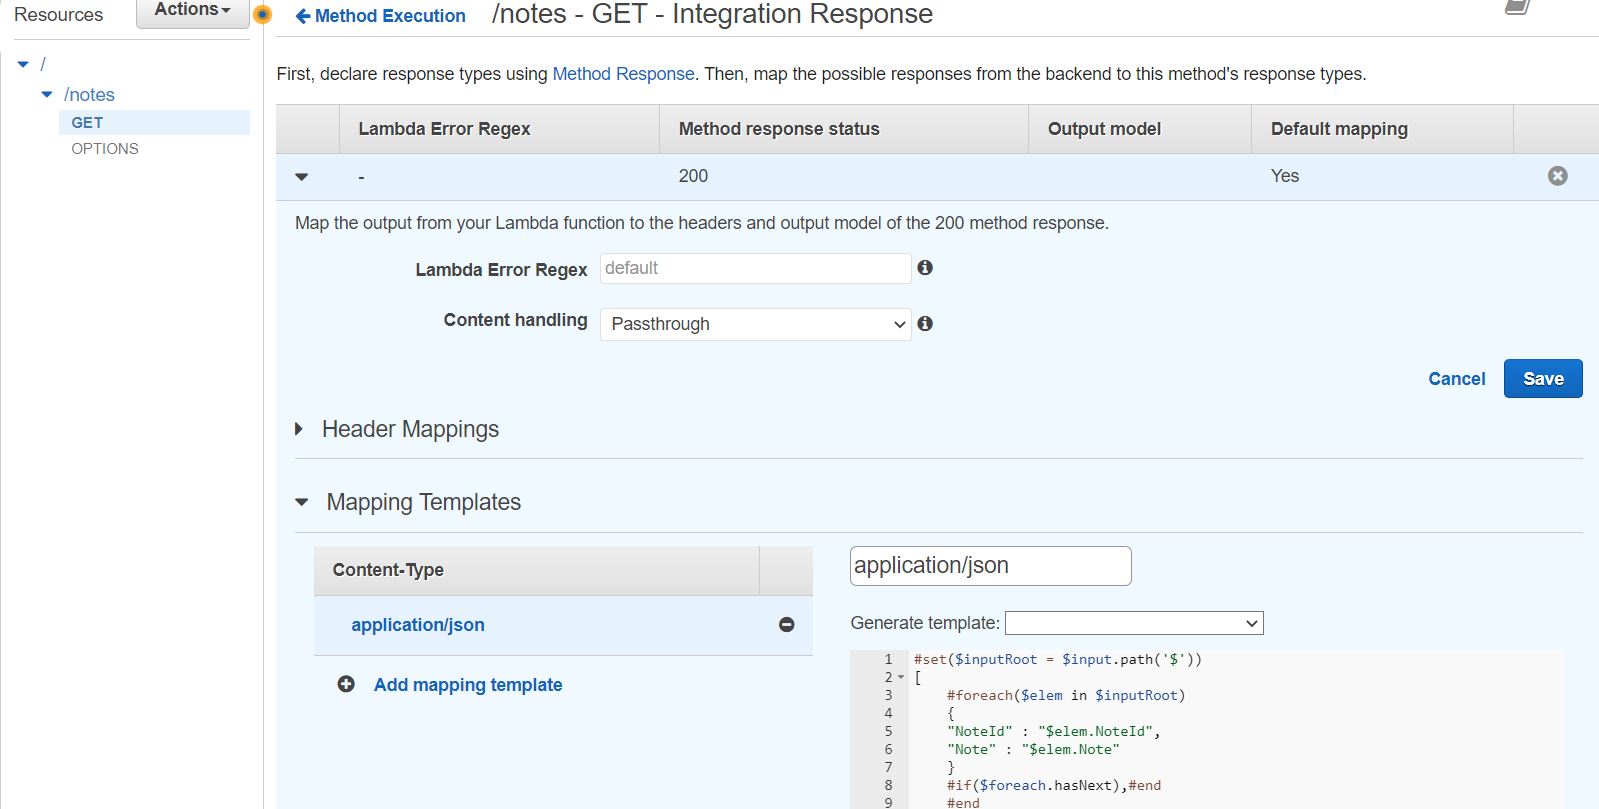 Resources
Actions
Method Execution
/notes - GET - Integration Response
/
/notes
GET
OPTIONS
First, declare response types using Method Response. Then, map the possible responses from the backend to this method's response types.
Lambda Error Regex Method response status Output model Default mapping
- 200 Yes
Map the output from your Lambda function to the headers and output model of the 200 method response.
Lambda Error Regex default
Content handling Passthrough
Cancel Save
Header Mappings
Mapping Templates
Content-Type
application/json
Add mapping template
application/json
Generate template:
1 #set($inputRoot = $input.path('$'))
2 [
3 #foreach($elem in $inputRoot)
4 {
5 "NoteId" : "$elem.NoteId",
6 "Note" : "$elem.Note"
7 }
8 #if($foreach.hasNext),#end
9 #end